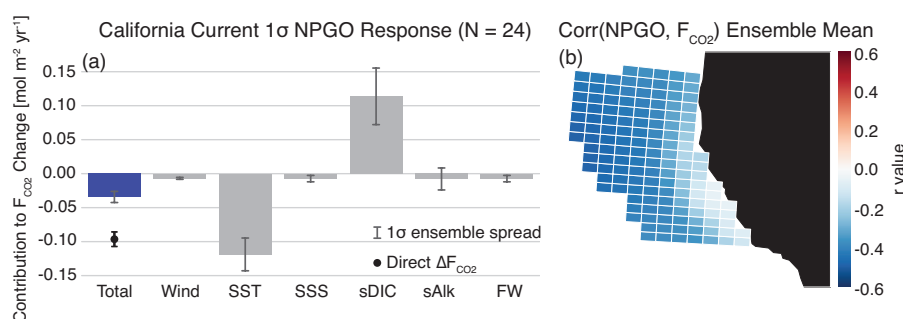 California Current 1σ NPGO Response (N = 24)
(a)
Contribution to F_CO2 Change [mol m⁻² yr⁻¹]
0.15
0.10
0.05
0.00
-0.05
-0.10
-0.15
1σ ensemble spread
Direct ΔF_CO2
Total Wind SST SSS sDIC sAlk FW
Corr(NPGO, F_CO2) Ensemble Mean
(b)
0.6
0.4
0.2
0.0
-0.2
-0.4
-0.6
r value